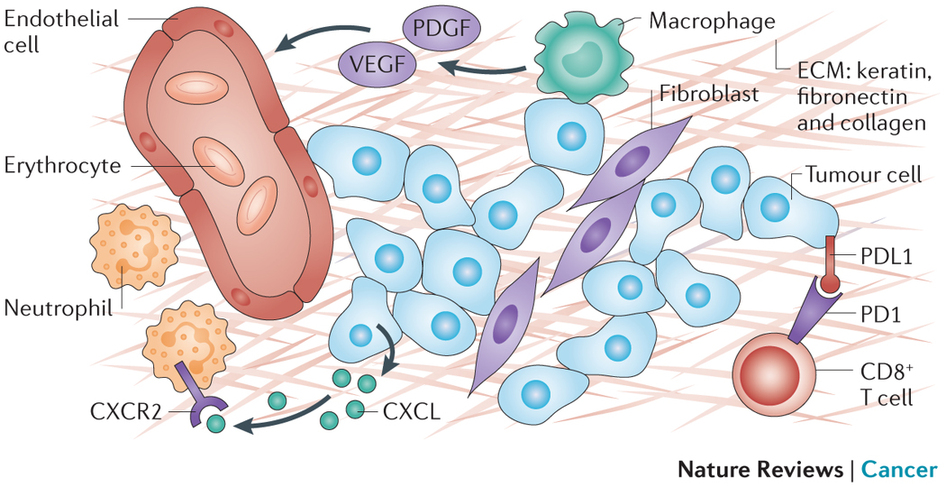 Endothelial
cell
PDGF
VEGF
Macrophage
ECM: keratin,
fibronectin
and collagen
Fibroblast
Erythrocyte
Tumour cell
Neutrophil
PDL1
PD1
CD8+
T cell
CXCR2
CXCL
Nature Reviews | Cancer